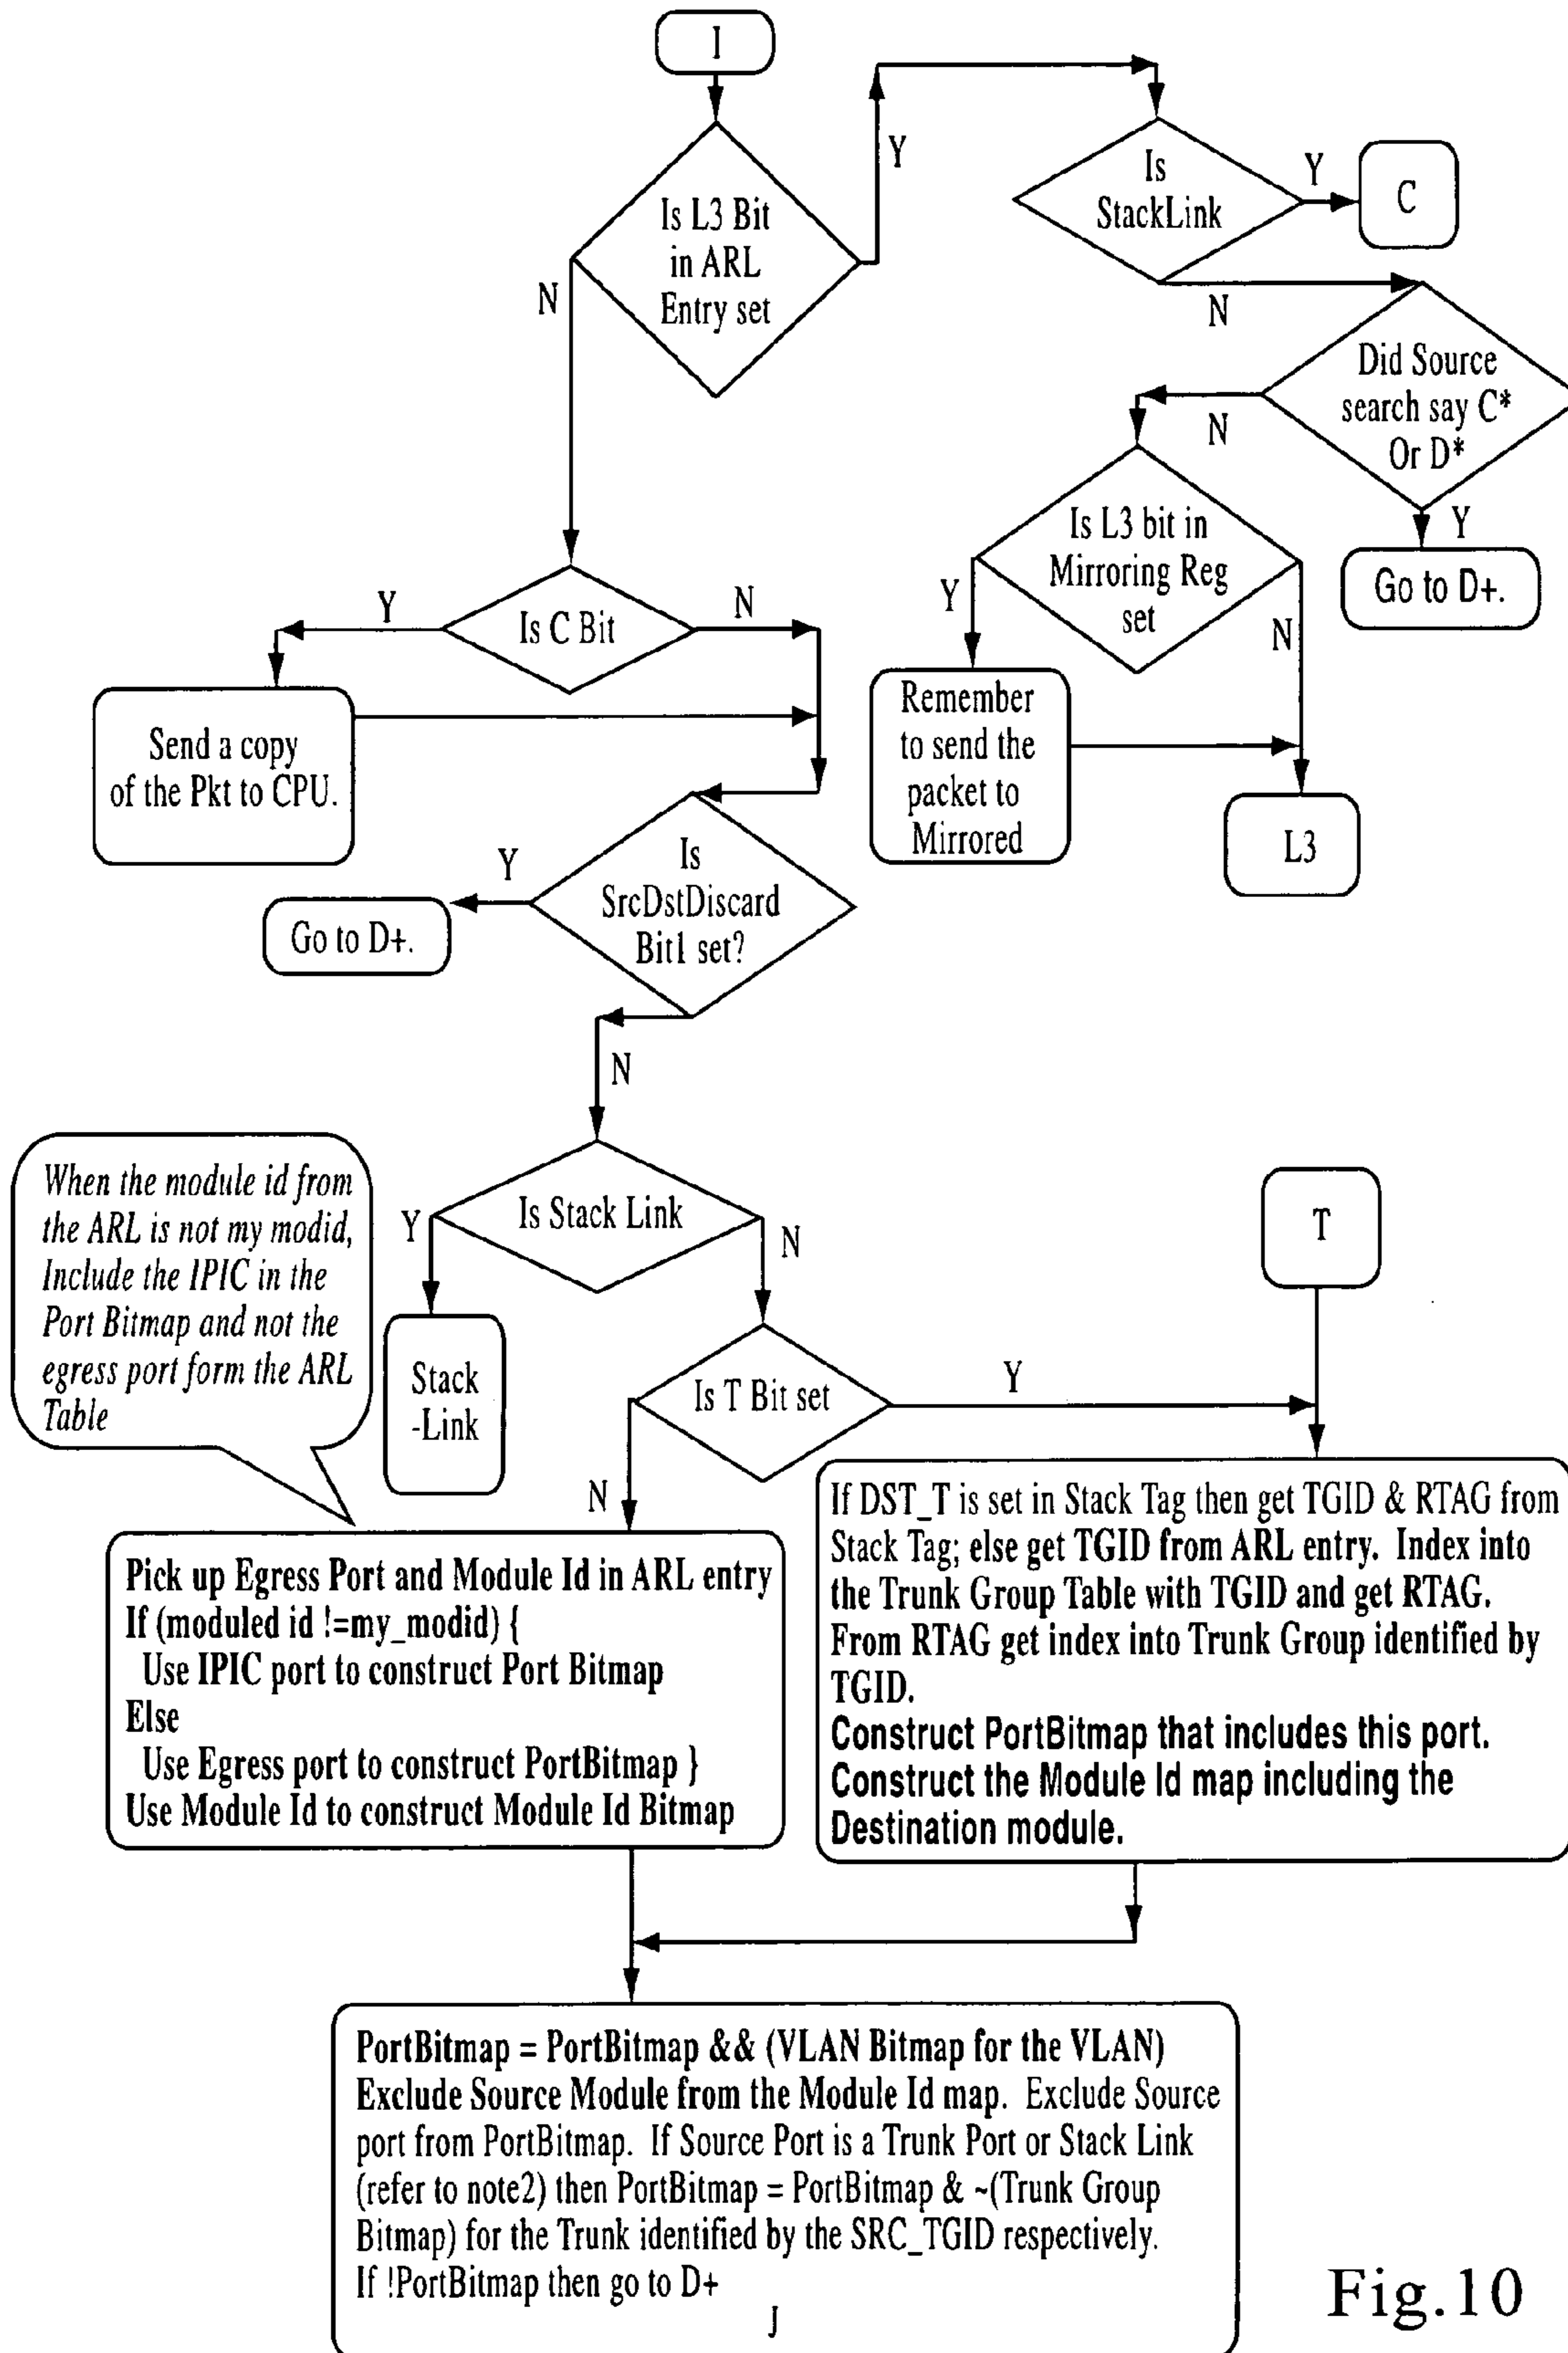 I
Is L3 Bit
in ARL
Entry set
Y
N
Is
StackLink
Y
C
N
Did Source
search say C*
Or D*
N
Y
Go to D+.
Is L3 bit in
Mirroring Reg
set
Y
N
Remember
to send the
packet to
Mirrored
L3
Is C Bit
Y
N
Send a copy
of the Pkt to CPU.
Is
SrcDstDiscard
Bit1 set?
Y
Go to D+.
N
Is Stack Link
Y
N
When the module id from
the ARL is not my modid,
Include the IPIC in the
Port Bitmap and not the
egress port form the ARL
Table
Stack
-Link
Is T Bit set
Y
N
T
Pick up Egress Port and Module Id in ARL entry
If (moduled id !=my_modid) {
Use IPIC port to construct Port Bitmap
Else
Use Egress port to construct PortBitmap }
Use Module Id to construct Module Id Bitmap
If DST_T is set in Stack Tag then get TGID & RTAG from
Stack Tag; else get TGID from ARL entry. Index into
the Trunk Group Table with TGID and get RTAG.
From RTAG get index into Trunk Group identified by
TGID.
Construct PortBitmap that includes this port.
Construct the Module Id map including the
Destination module.
PortBitmap = PortBitmap && (VLAN Bitmap for the VLAN)
Exclude Source Module from the Module Id map. Exclude Source
port from PortBitmap. If Source Port is a Trunk Port or Stack Link
(refer to note2) then PortBitmap = PortBitmap & ~(Trunk Group
Bitmap) for the Trunk identified by the SRC_TGID respectively.
If !PortBitmap then go to D+
J
Fig.10